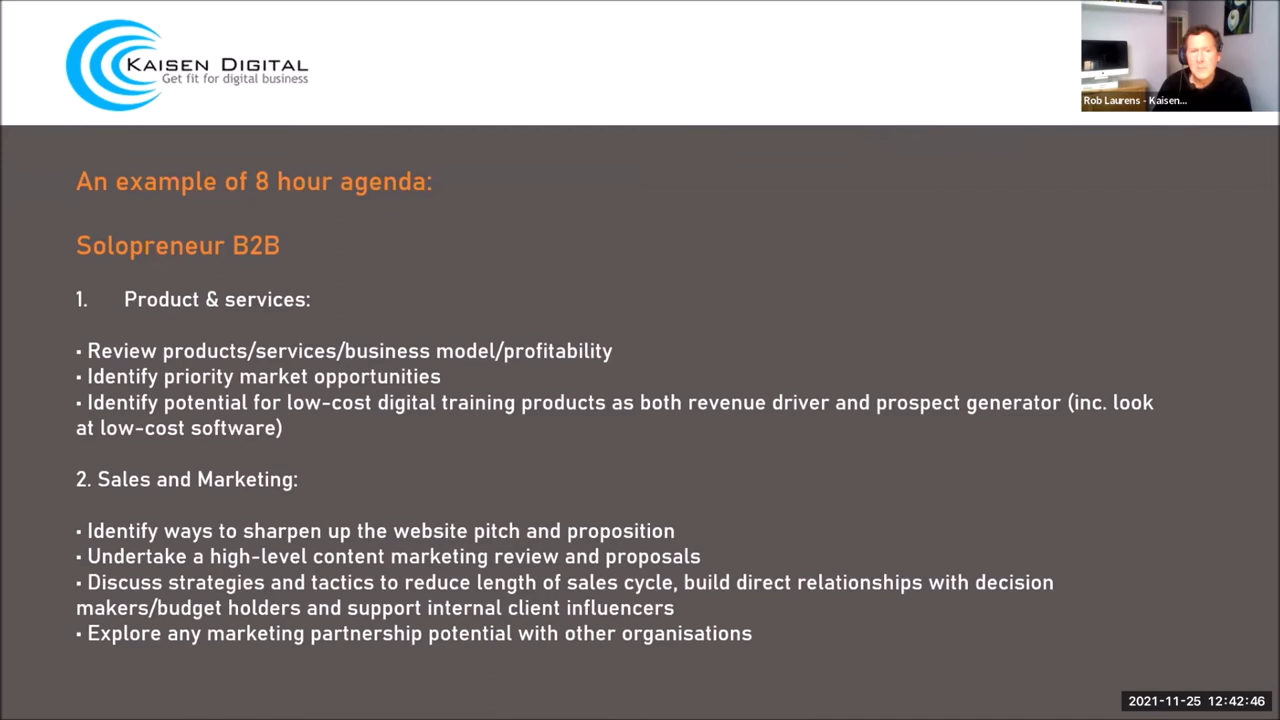 KAISEN DIGITAL
Get fit for digital business
Rob Laurens - Kaisen...
An example of 8 hour agenda:
Solopreneur B2B
1. Product & services:
▪ Review products/services/business model/profitability
▪ Identify priority market opportunities
▪ Identify potential for low-cost digital training products as both revenue driver and prospect generator (inc. look
at low-cost software)
2. Sales and Marketing:
▪ Identify ways to sharpen up the website pitch and proposition
▪ Undertake a high-level content marketing review and proposals
▪ Discuss strategies and tactics to reduce length of sales cycle, build direct relationships with decision
makers/budget holders and support internal client influencers
▪ Explore any marketing partnership potential with other organisations
2021-11-25 12:42:46